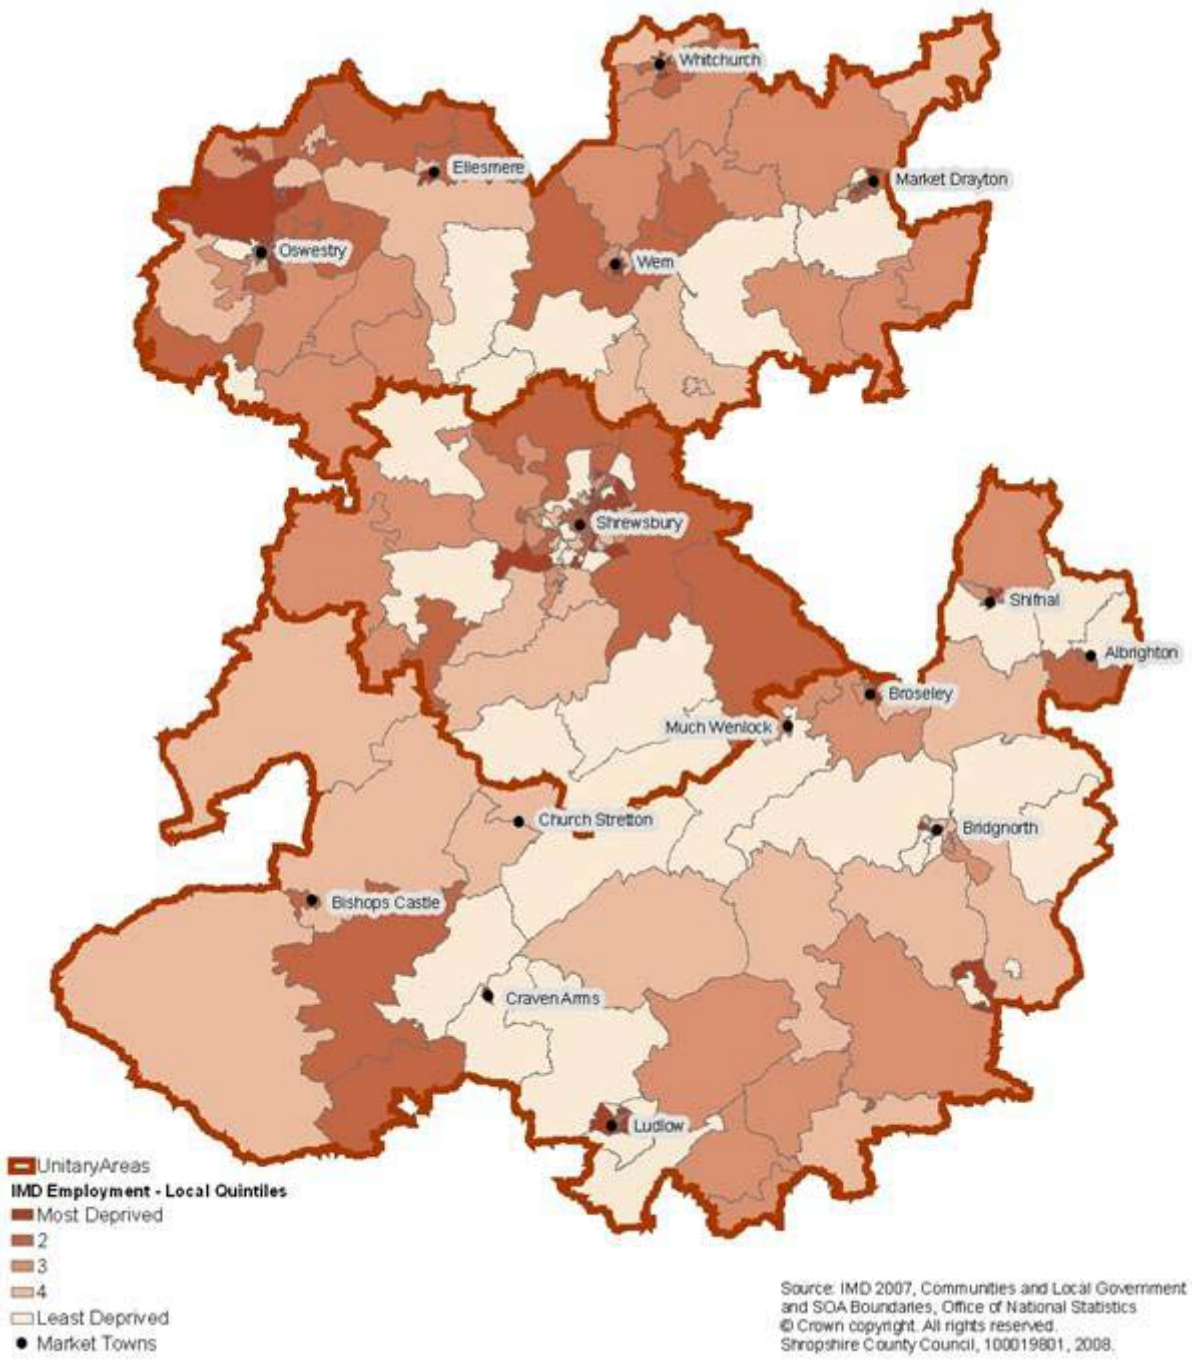 Whitchurch
Ellesmere
Market Drayton
Oswestry
Wem
Shrewsbury
Shifnal
Albrighton
Broseley
Much Wenlock
Church Stretton
Bridgnorth
Bishops Castle
Craven Arms
Ludlow
UnitaryAreas
IMD Employment - Local Quintiles
Most Deprived
2
3
4
Least Deprived
Market Towns
Source: IMD 2007, Communities and Local Government
and SOA Boundaries, Office of National Statistics
© Crown copyright. All rights reserved.
Shropshire County Council, 100019801, 2008.